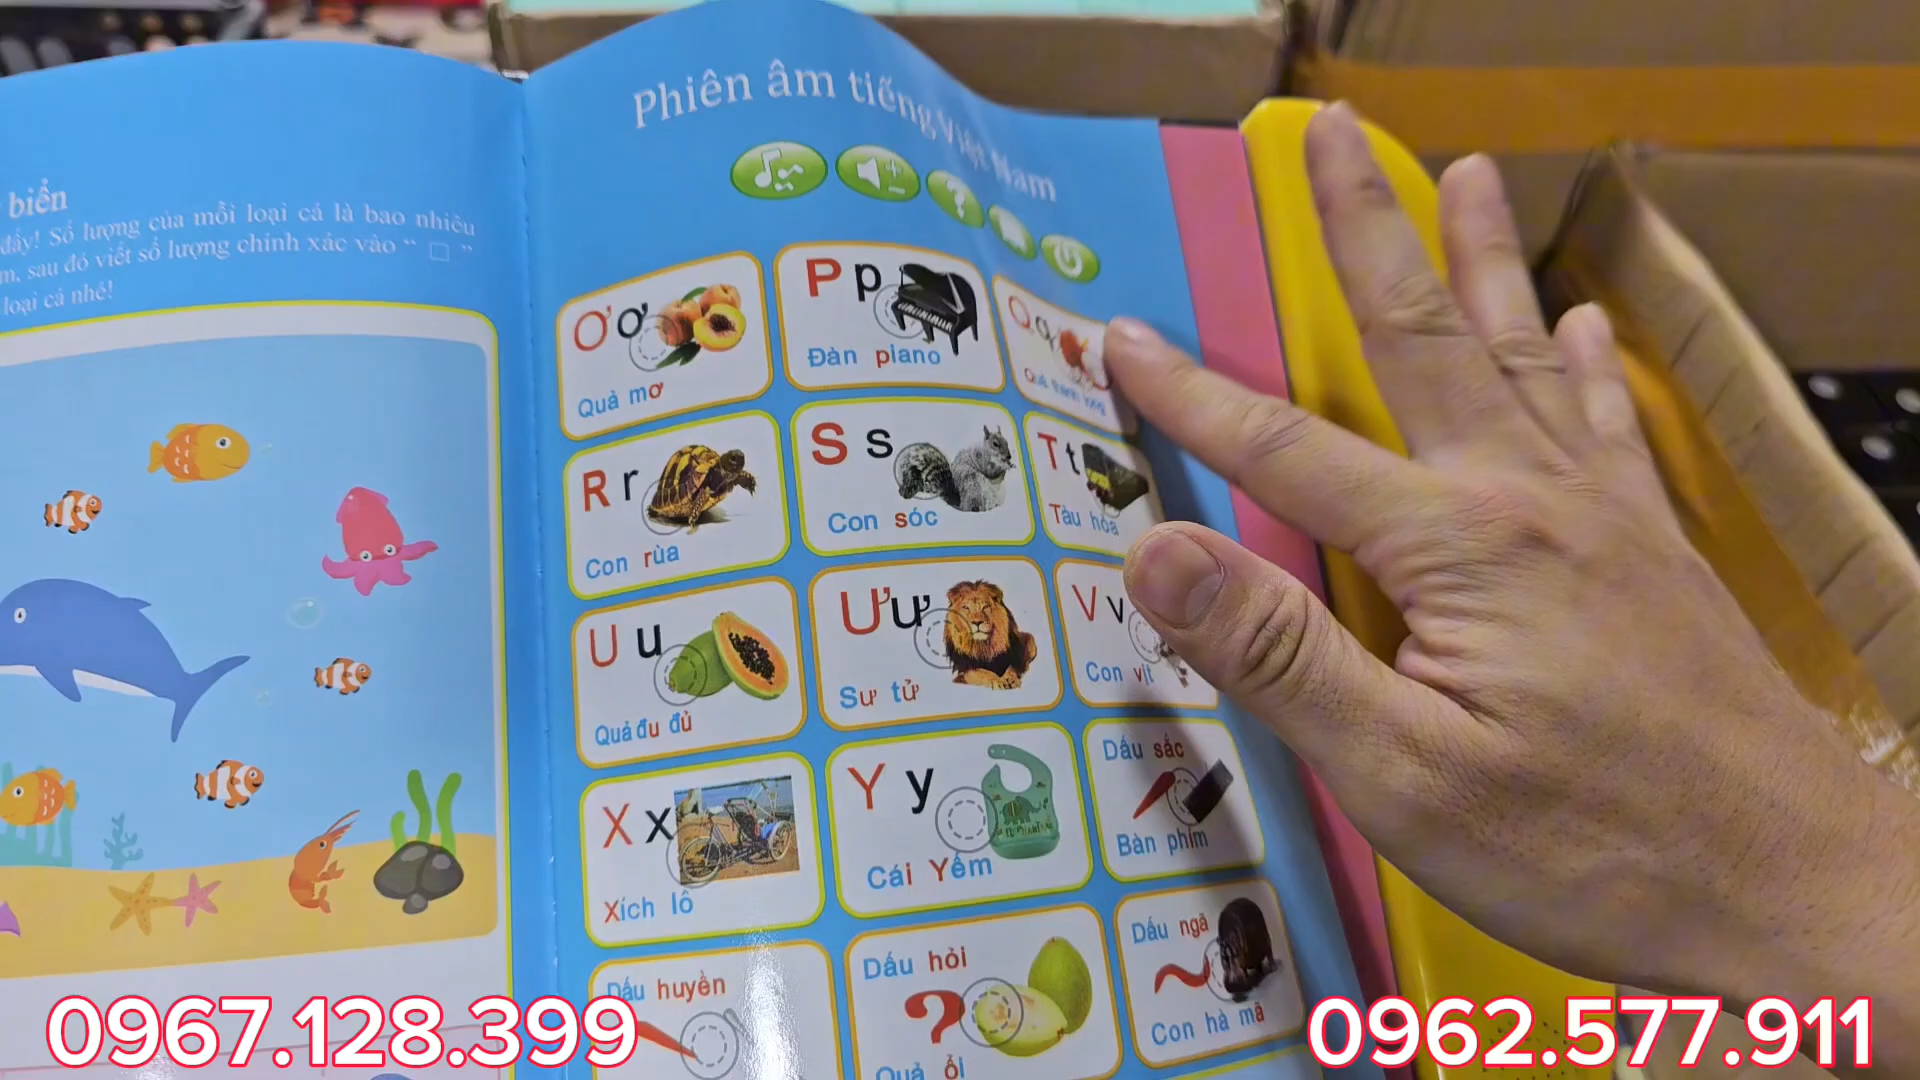 biển
đấy! Số lượng của mỗi loại cá là bao nhiêu
m, sau đó viết số lượng chính xác vào “ □ ”
loại cá nhé!
Phiên âm tiếng Việt Nam
Ơ ơ
Quả mơ
P p
Đàn piano
Q q
Quả thanh long
R r
Con rùa
S s
Con sóc
T t
Tàu hỏa
U u
Quả đu đủ
Ư ư
Sư tử
V v
Con vịt
X x
Xích lô
Y y
Cái Yếm
Dấu sắc
Bàn phím
Dấu huyền
Dấu hỏi
?
Quả ổi
Dấu ngã
Con hà mã
0967.128.399
0962.577.911